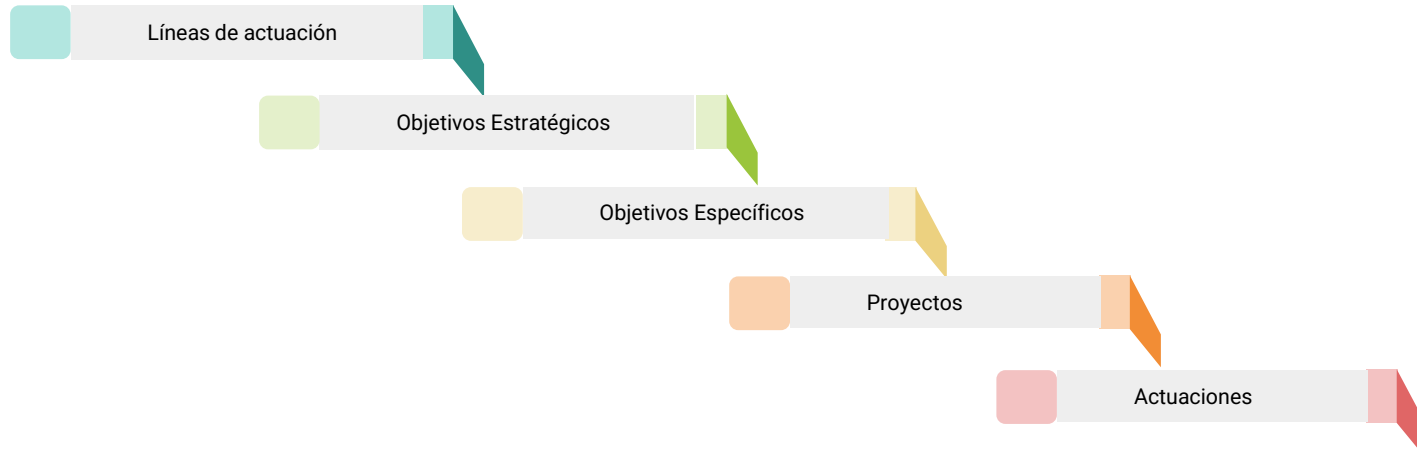 Líneas de actuación
Objetivos Estratégicos
Objetivos Específicos
Proyectos
Actuaciones